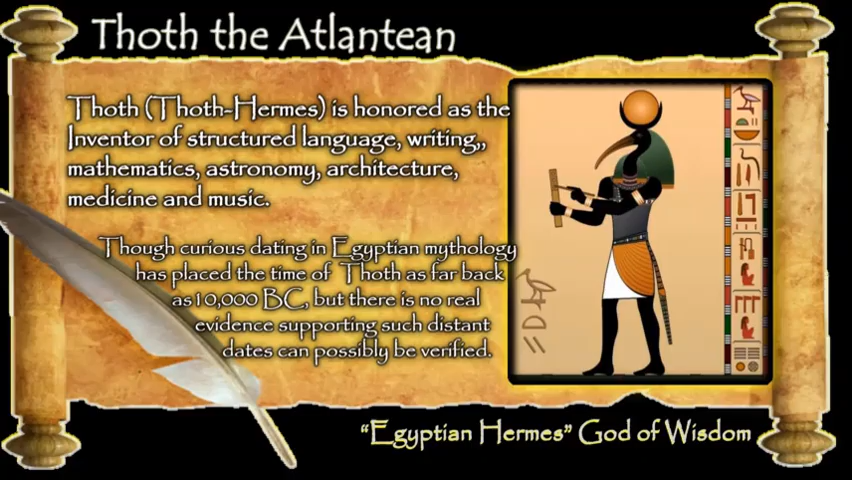 Thoth the Atlantean
Thoth (Thoth-Hermes) is honored as the
Inventor of structured language, writing,,
mathematics, astronomy, architecture,
medicine and music.
Though curious dating in Egyptian mythology
has placed the time of Thoth as far back
as 10,000 BC, but there is no real
evidence supporting such distant
dates can possibly be verified.
"Egyptian Hermes" God of Wisdom